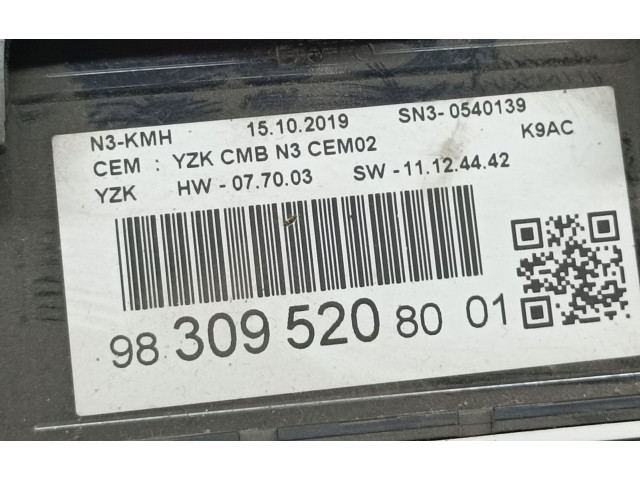 N3-KMH 15.10.2019 SN3- 0540139
CEM : YZK CMB N3 CEM02 K9AC
YZK HW - 07.70.03 SW - 11.12.44.42
98 309 520 80 01